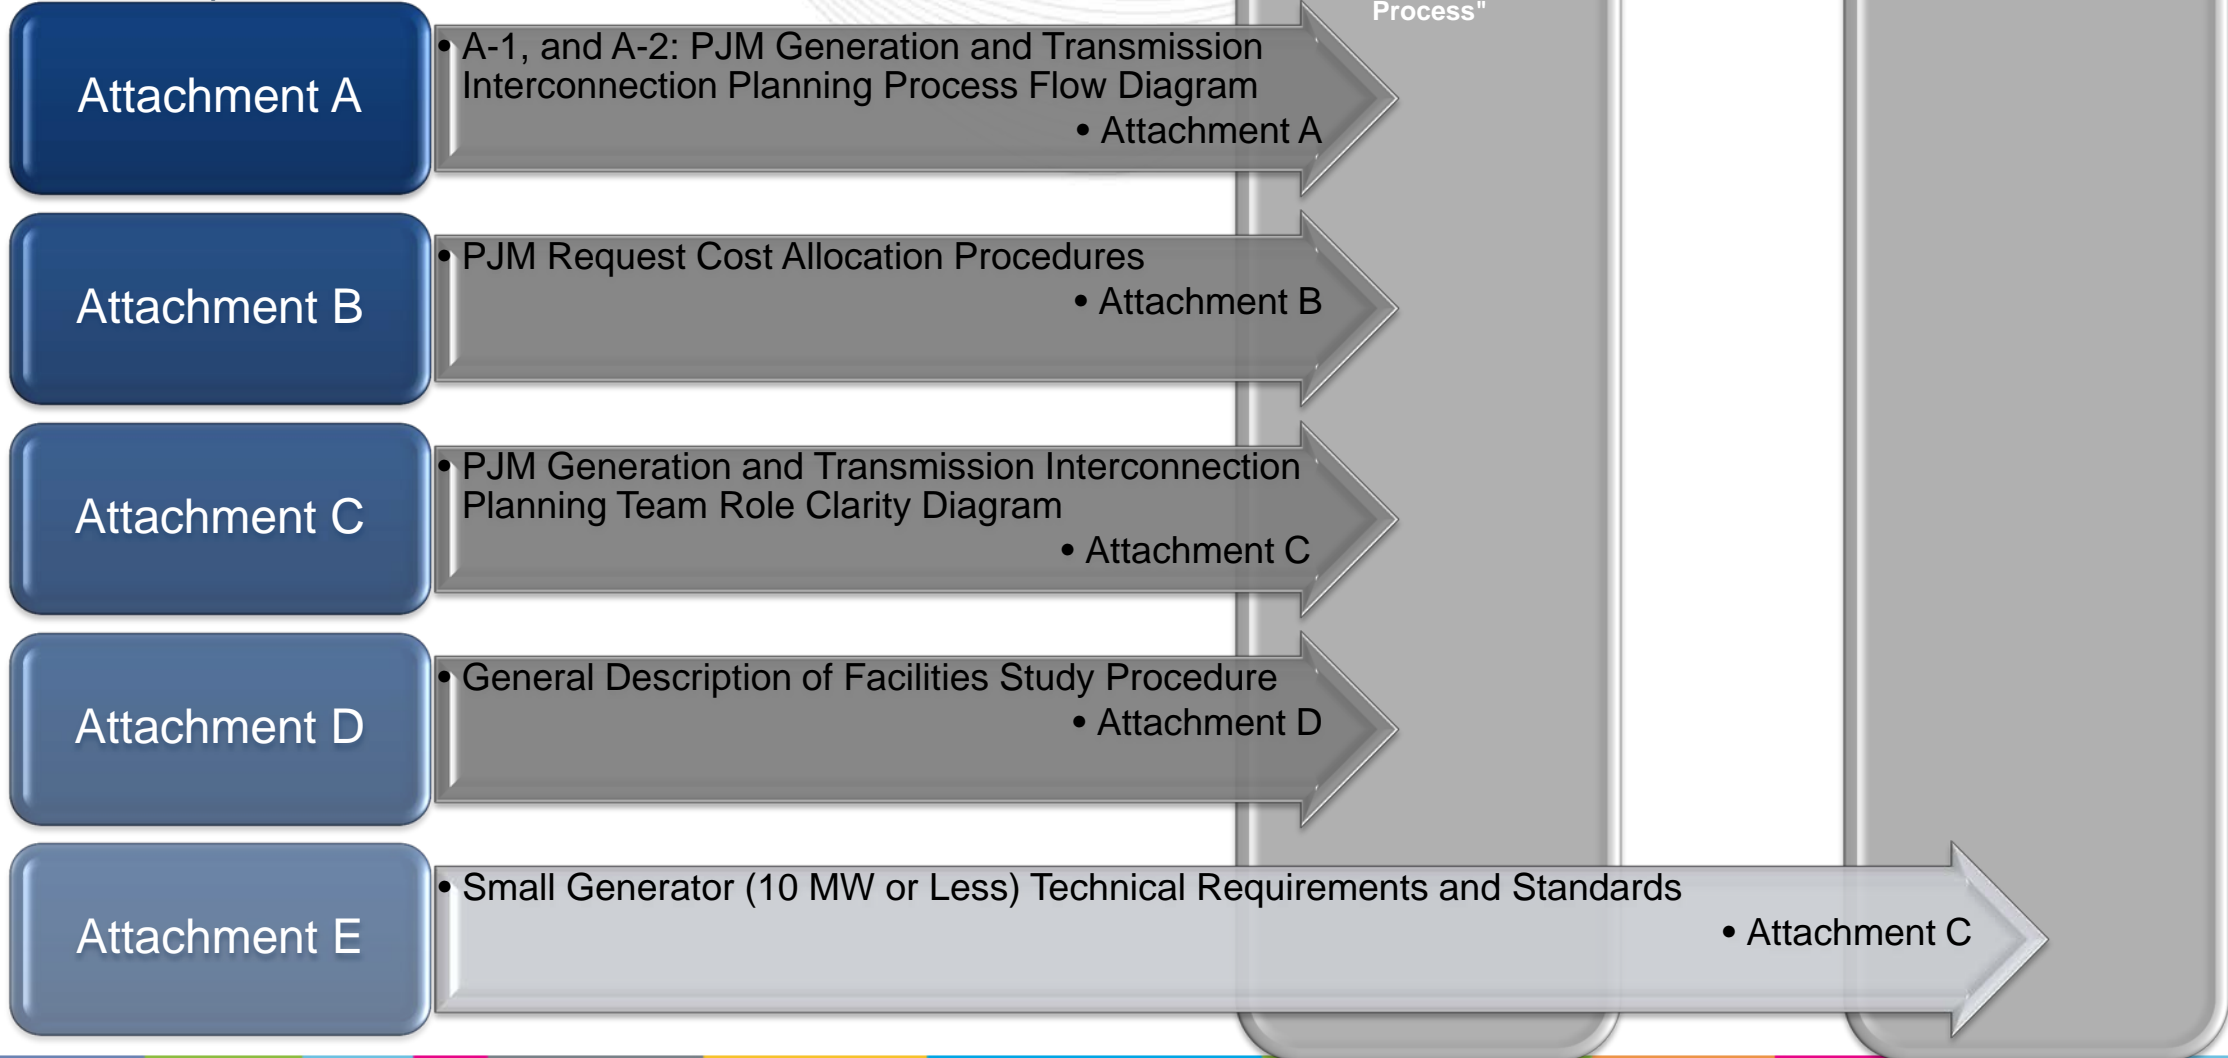 Process"
Attachment A
• A-1, and A-2: PJM Generation and Transmission
Interconnection Planning Process Flow Diagram
• Attachment A
Attachment B
• PJM Request Cost Allocation Procedures
• Attachment B
Attachment C
• PJM Generation and Transmission Interconnection
Planning Team Role Clarity Diagram
• Attachment C
Attachment D
• General Description of Facilities Study Procedure
• Attachment D
Attachment E
• Small Generator (10 MW or Less) Technical Requirements and Standards
• Attachment C